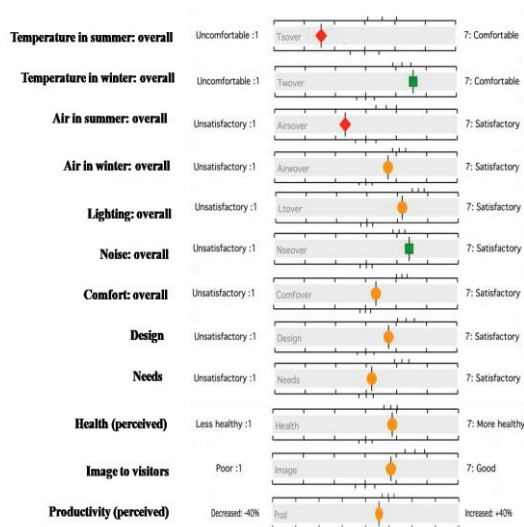 Temperature in summer: overall Uncomfortable :1 Tsover 7: Comfortable
Temperature in winter: overall Uncomfortable :1 Twover 7: Comfortable
Air in summer: overall Unsatisfactory :1 Airsover 7: Satisfactory
Air in winter: overall Unsatisfactory :1 Airwover 7: Satisfactory
Lighting: overall Unsatisfactory :1 Ltover 7: Satisfactory
Noise: overall Unsatisfactory :1 Nseover 7: Satisfactory
Comfort: overall Unsatisfactory :1 Comfover 7: Satisfactory
Design Unsatisfactory :1 Design 7: Satisfactory
Needs Unsatisfactory :1 Needs 7: Satisfactory
Health (perceived) Less healthy :1 Health 7: More healthy
Image to visitors Poor :1 Image 7: Good
Productivity (perceived) Decreased: -40% Prod Increased: +40%